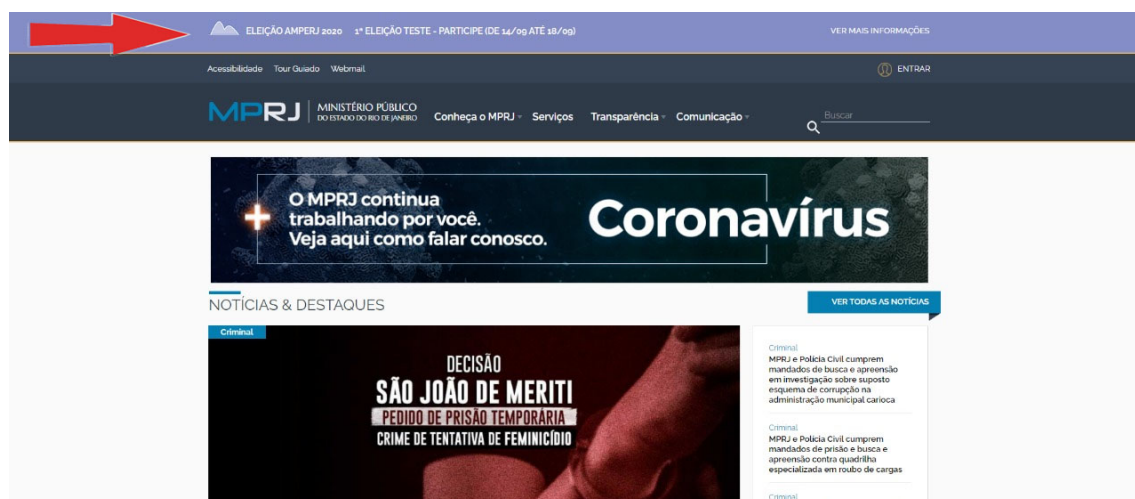 ELEIÇÃO AMPERJ 2020 1ª ELEIÇÃO TESTE - PARTICIPE (DE 14/09 ATÉ 18/09) VER MAIS INFORMAÇÕES
Acessibilidade Tour Guiado Webmail ENTRAR
MPRJ
MINISTÉRIO PÚBLICO
DO ESTADO DO RIO DE JANEIRO
Conheça o MPRJ Serviços Transparência Comunicação Buscar
O MPRJ continua
trabalhando por você.
Veja aqui como falar conosco.
Coronavírus
NOTÍCIAS & DESTAQUES VER TODAS AS NOTÍCIAS
Criminal
DECISÃO
SÃO JOÃO DE MERITI
PEDIDO DE PRISÃO TEMPORÁRIA
CRIME DE TENTATIVA DE FEMINICÍDIO
Criminal
MPRJ e Polícia Civil cumprem
mandados de busca e apreensão
em investigação sobre suposto
esquema de corrupção na
administração municipal carioca
Criminal
MPRJ e Polícia Civil cumprem
mandados de prisão e busca e
apreensão contra quadrilha
especializada em roubo de cargas
Criminal